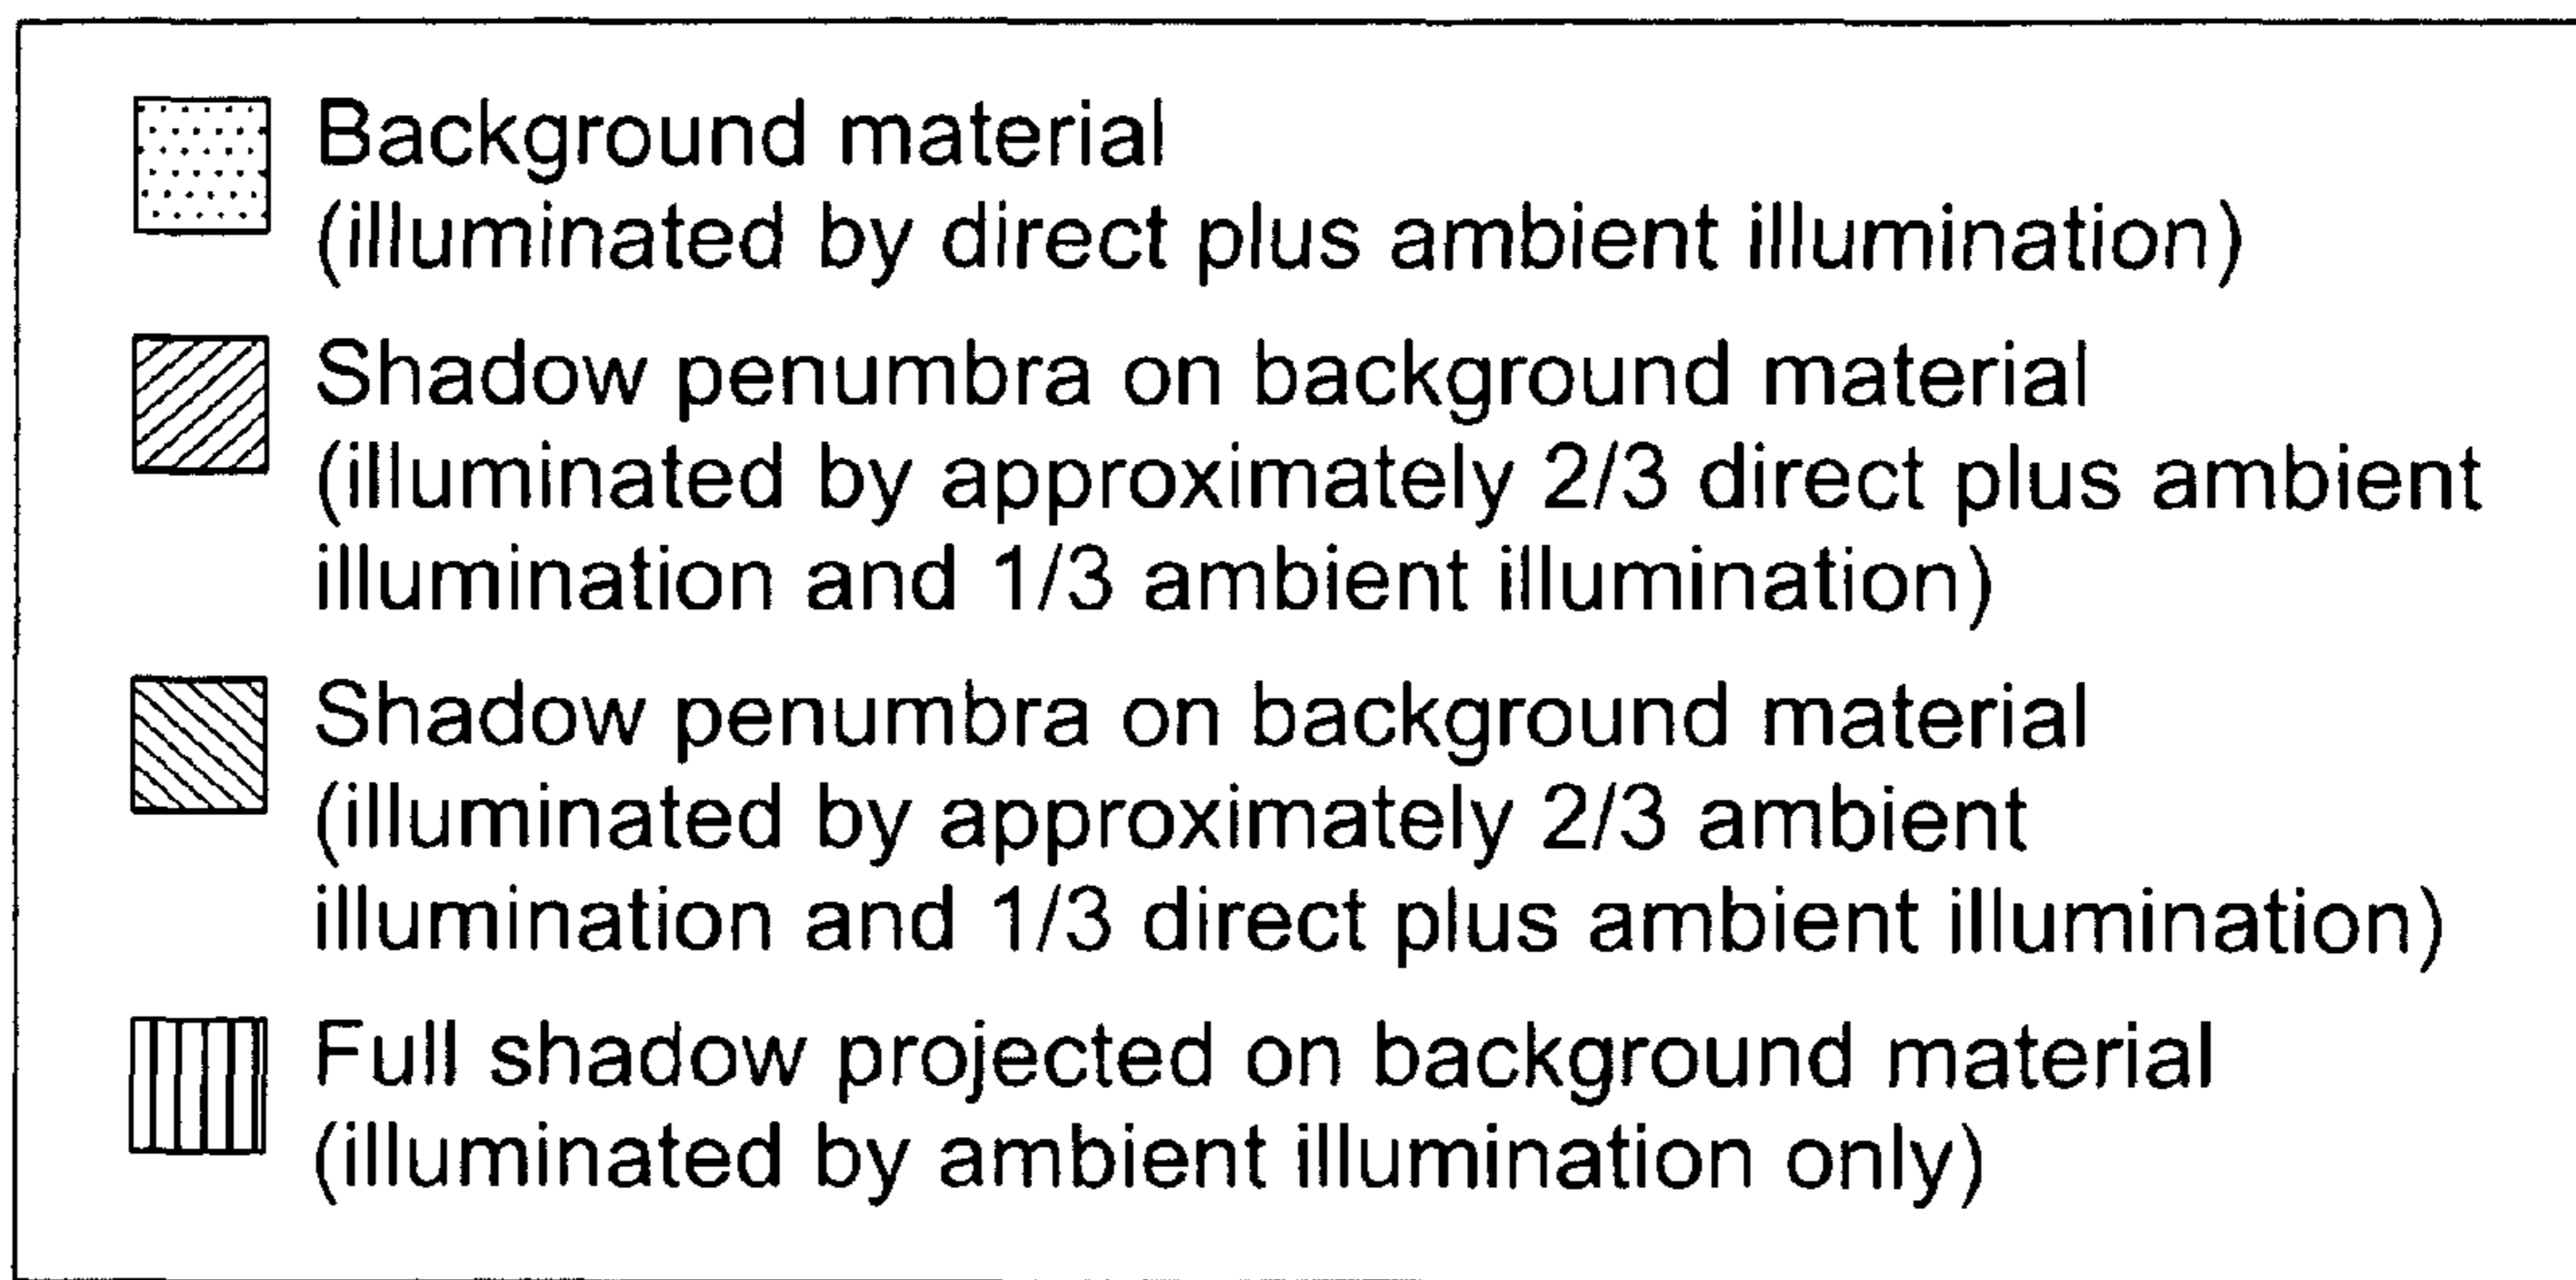 Background material
(illuminated by direct plus ambient illumination)
Shadow penumbra on background material
(illuminated by approximately 2/3 direct plus ambient
illumination and 1/3 ambient illumination)
Shadow penumbra on background material
(illuminated by approximately 2/3 ambient
illumination and 1/3 direct plus ambient illumination)
Full shadow projected on background material
(illuminated by ambient illumination only)